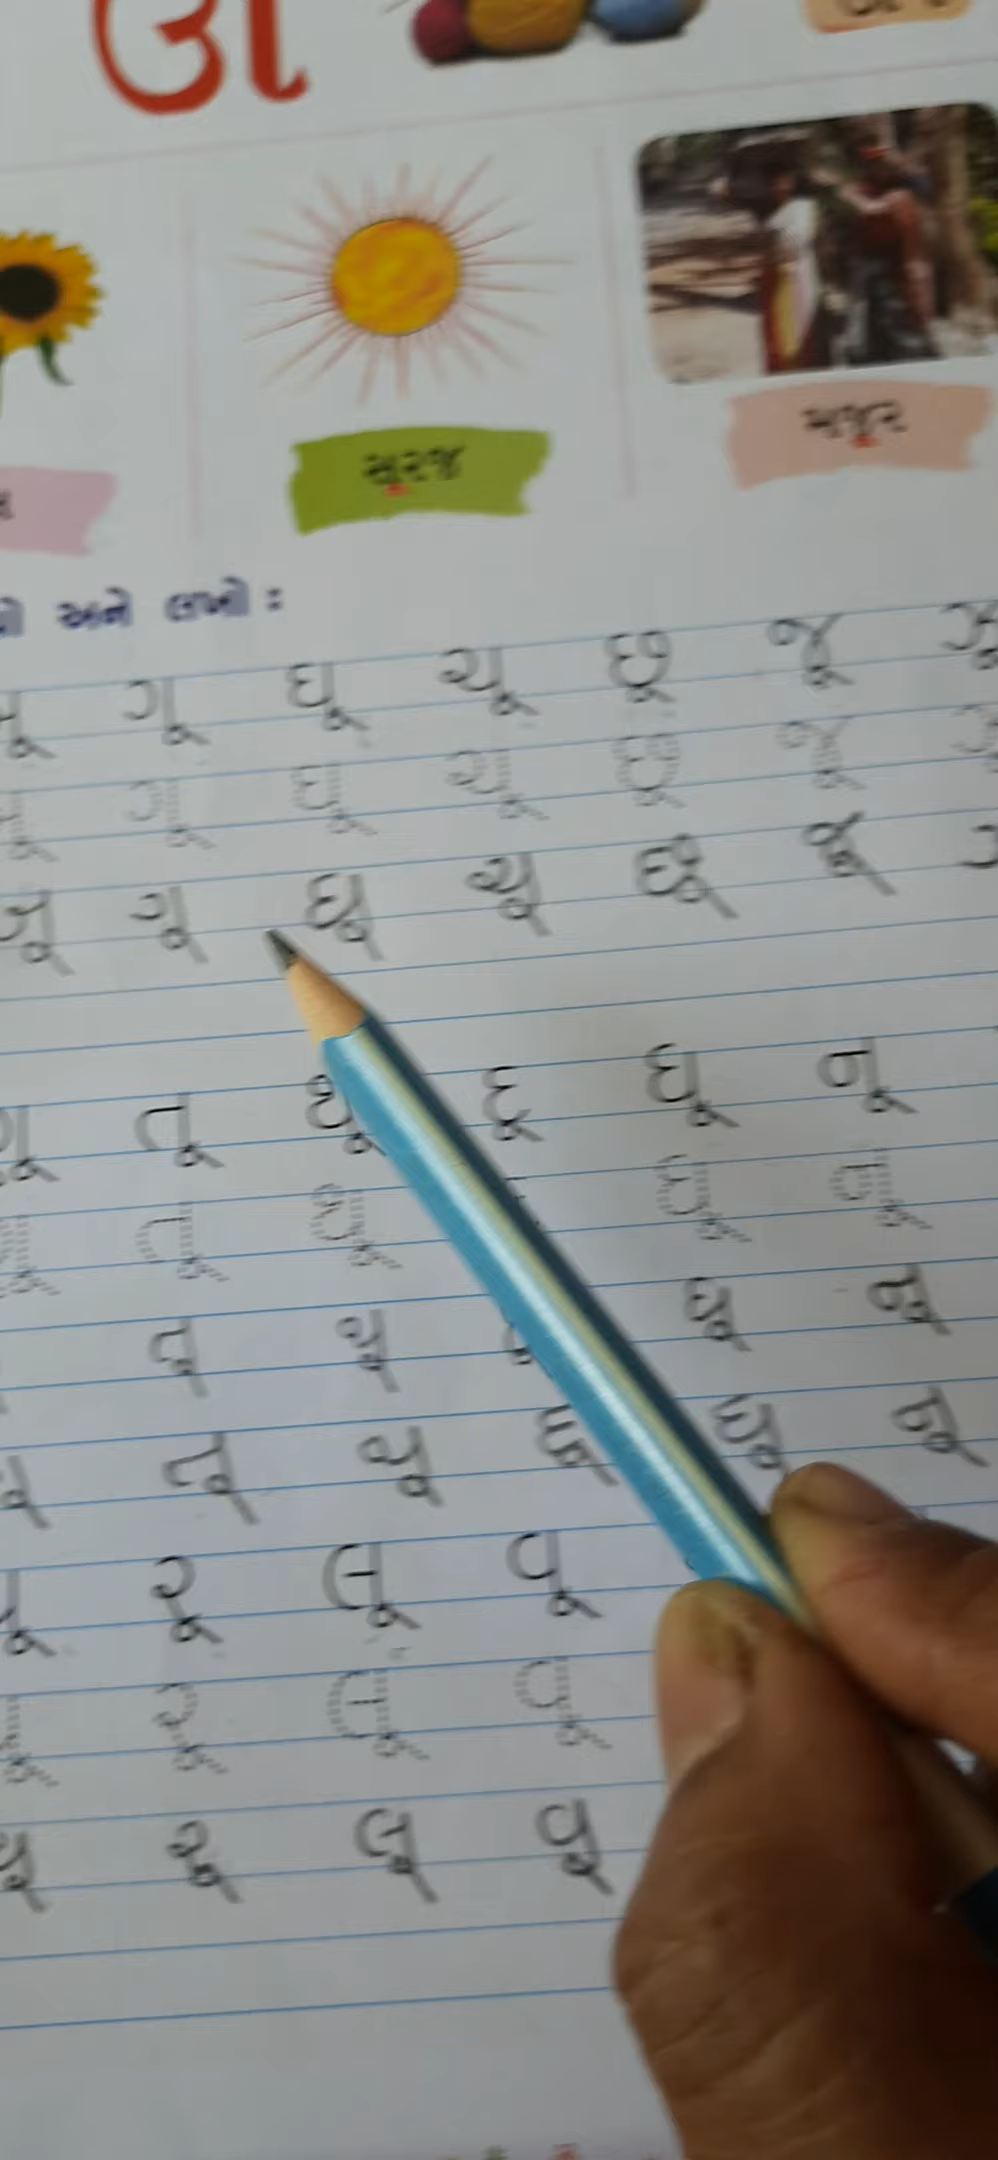 ઊ
સૂરજ
મજૂર
અને લખો :
ખૂ ગૂ ઘૂ ચૂ છૂ જૂ ઝૂ
ખૂ ગૂ ઘૂ ચૂ છૂ જૂ
ખૂ ગૂ ઘૂ ચૂ છૂ જૂ
તૂ થૂ દૂ ધૂ નૂ
તૂ થૂ ધૂ નૂ
તૂ થૂ ધૂ નૂ
તૂ થૂ દૂ ધૂ નૂ
રૂ લૂ વૂ
રૂ લૂ વૂ
રૂ લૂ વૂ